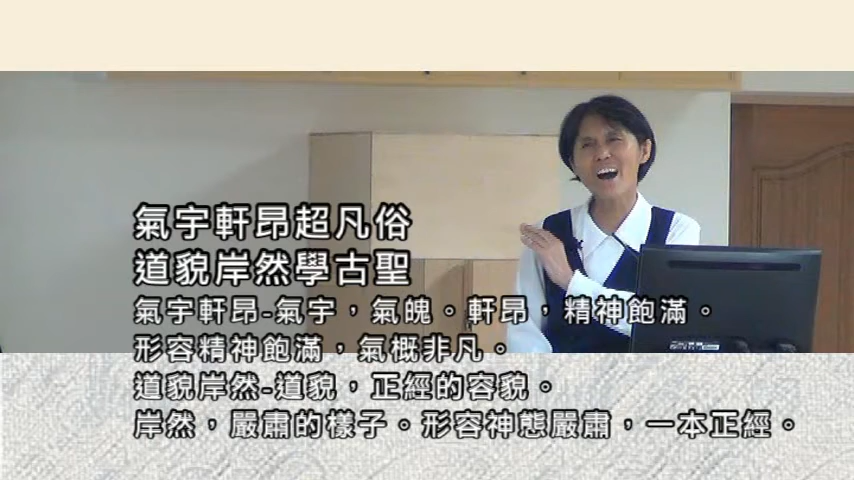 氣宇軒昂超凡俗
道貌岸然學古聖
氣宇軒昂-氣宇，氣魄。軒昂，精神飽滿。
形容精神飽滿，氣概非凡。
道貌岸然-道貌，正經的容貌。
岸然，嚴肅的樣子。形容神態嚴肅，一本正經。